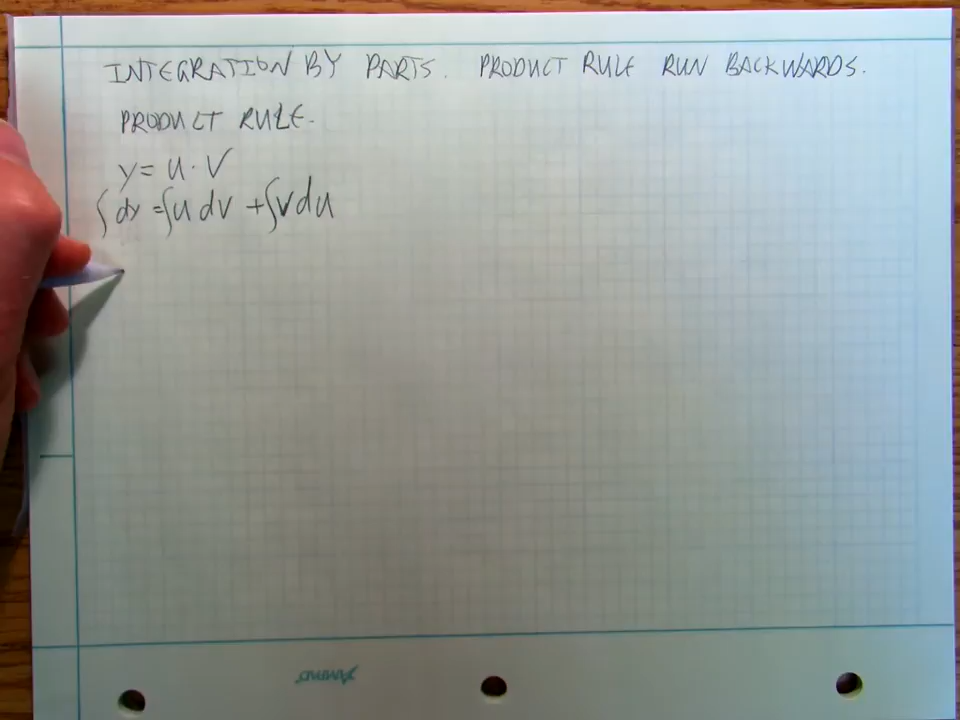 INTEGRATION BY PARTS. PRODUCT RULE RUN BACKWARDS.
PRODUCT RULE.
y = u · v
∫ dy = ∫u dv + ∫v du